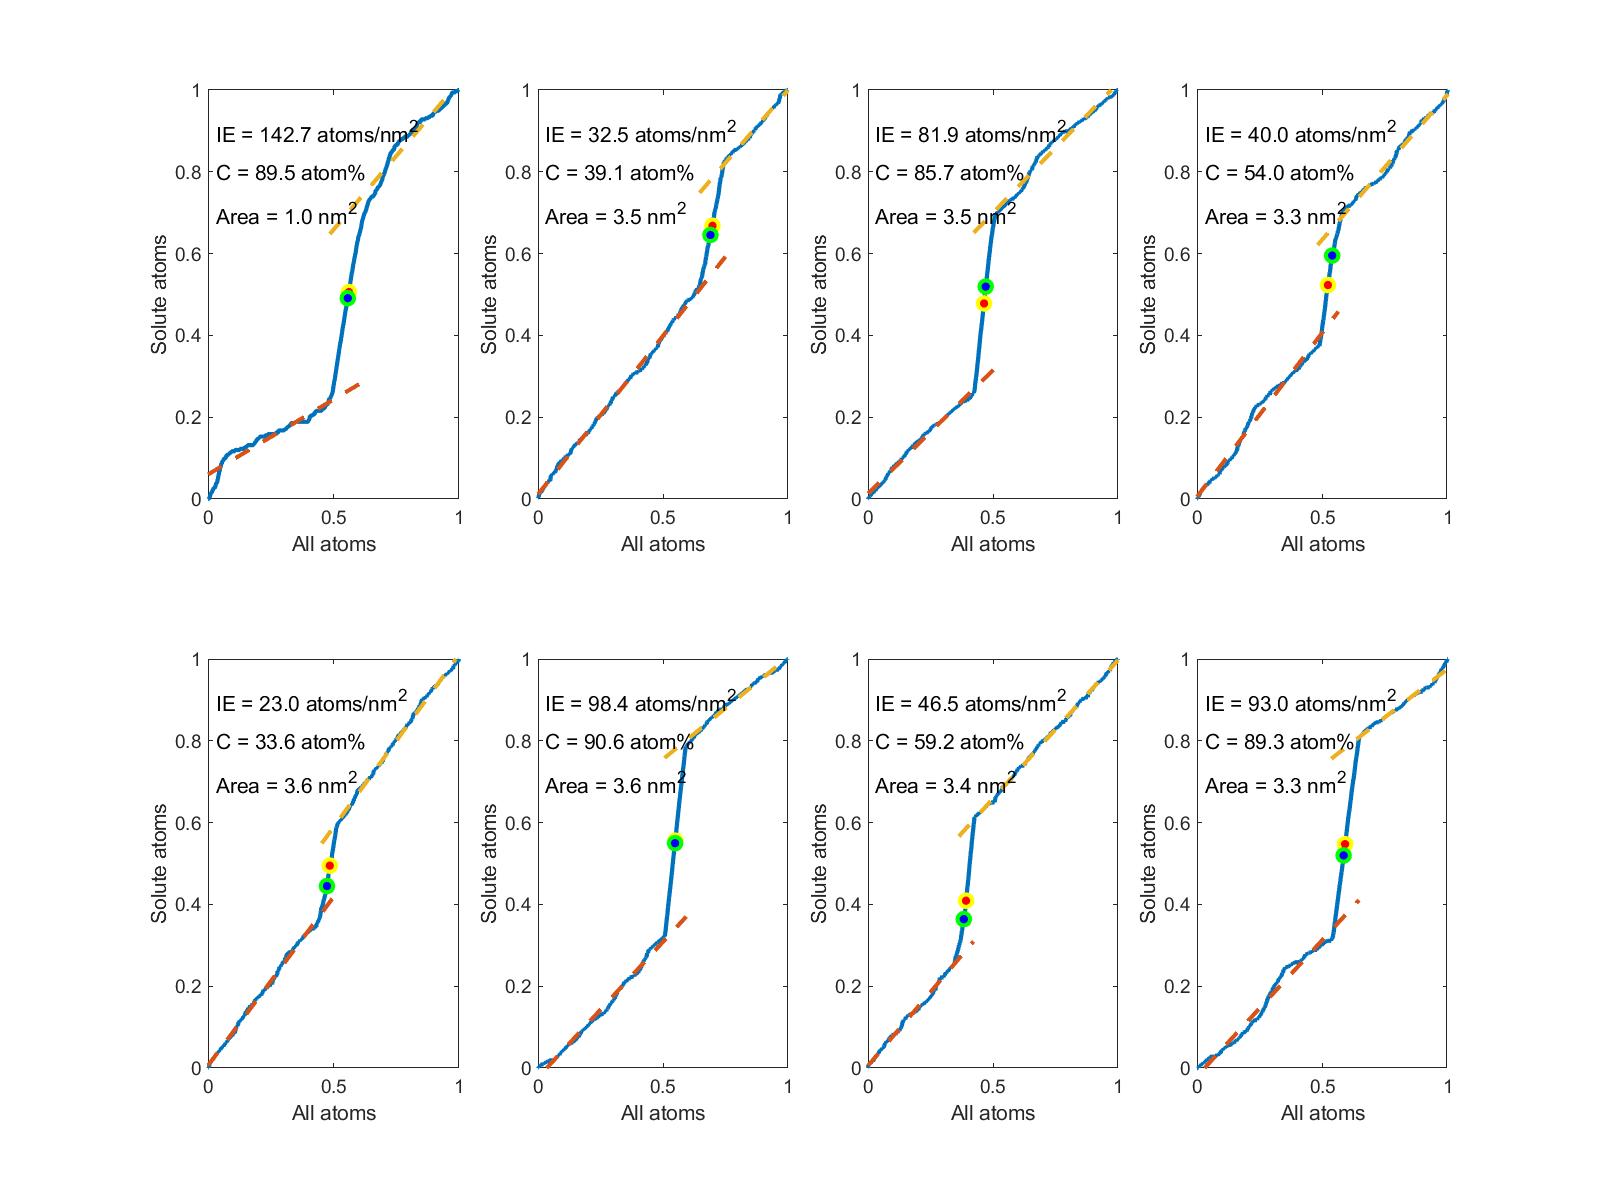 1
0.8
0.6
0.4
0.2
0
Solute atoms
IE = 142.7 atoms/nm2
C = 89.5 atom%
Area = 1.0 nm2
0 0.5 1
All atoms
1
0.8
0.6
0.4
0.2
0
Solute atoms
IE = 32.5 atoms/nm2
C = 39.1 atom%
Area = 3.5 nm2
0 0.5 1
All atoms
1
0.8
0.6
0.4
0.2
0
Solute atoms
IE = 81.9 atoms/nm2
C = 85.7 atom%
Area = 3.5 nm2
0 0.5 1
All atoms
1
0.8
0.6
0.4
0.2
0
Solute atoms
IE = 40.0 atoms/nm2
C = 54.0 atom%
Area = 3.3 nm2
0 0.5 1
All atoms
1
0.8
0.6
0.4
0.2
0
Solute atoms
IE = 23.0 atoms/nm2
C = 33.6 atom%
Area = 3.6 nm2
0 0.5 1
All atoms
1
0.8
0.6
0.4
0.2
0
Solute atoms
IE = 98.4 atoms/nm2
C = 90.6 atom%
Area = 3.6 nm2
0 0.5 1
All atoms
1
0.8
0.6
0.4
0.2
0
Solute atoms
IE = 46.5 atoms/nm2
C = 59.2 atom%
Area = 3.4 nm2
0 0.5 1
All atoms
1
0.8
0.6
0.4
0.2
0
Solute atoms
IE = 93.0 atoms/nm2
C = 89.3 atom%
Area = 3.3 nm2
0 0.5 1
All atoms